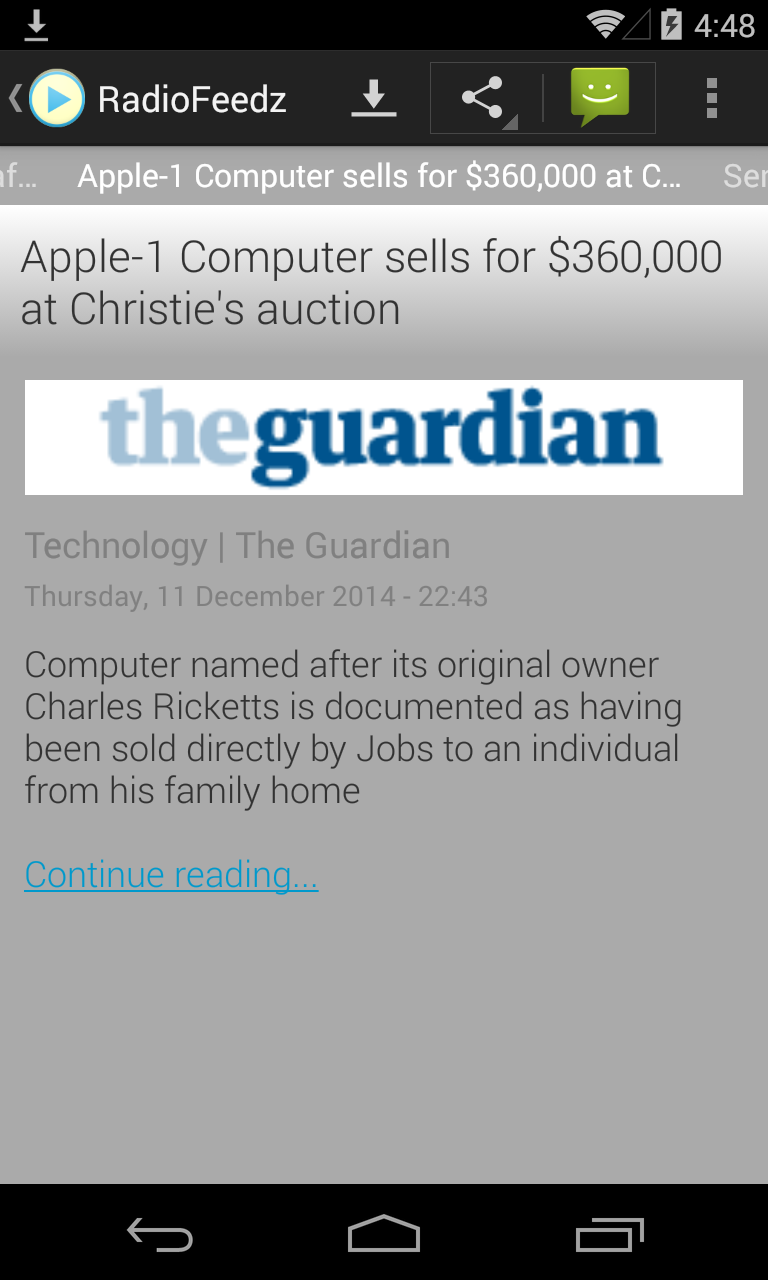 4:48
RadioFeedz
af… Apple-1 Computer sells for $360,000 at C… Ser
Apple-1 Computer sells for $360,000
at Christie's auction
theguardian
Technology | The Guardian
Thursday, 11 December 2014 - 22:43
Computer named after its original owner
Charles Ricketts is documented as having
been sold directly by Jobs to an individual
from his family home
Continue reading...